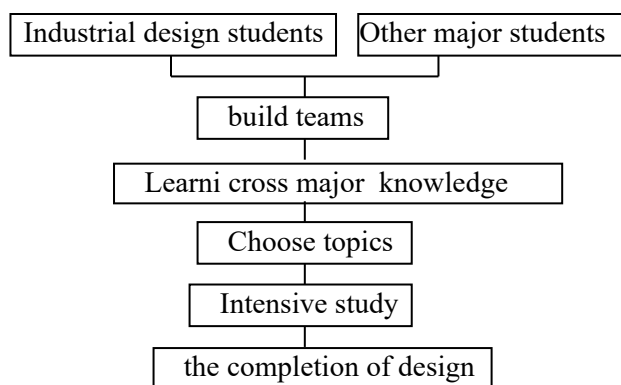 Industrial design students
Other major students
build teams
Learni cross major knowledge
Choose topics
Intensive study
the completion of design